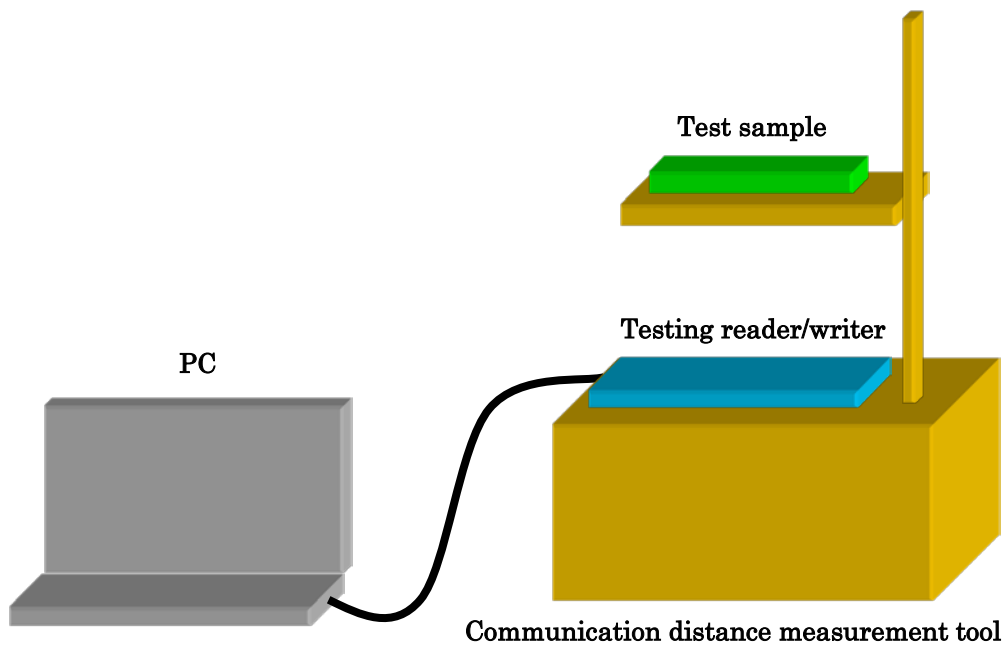 Test sample
Testing reader/writer
PC
Communication distance measurement tool